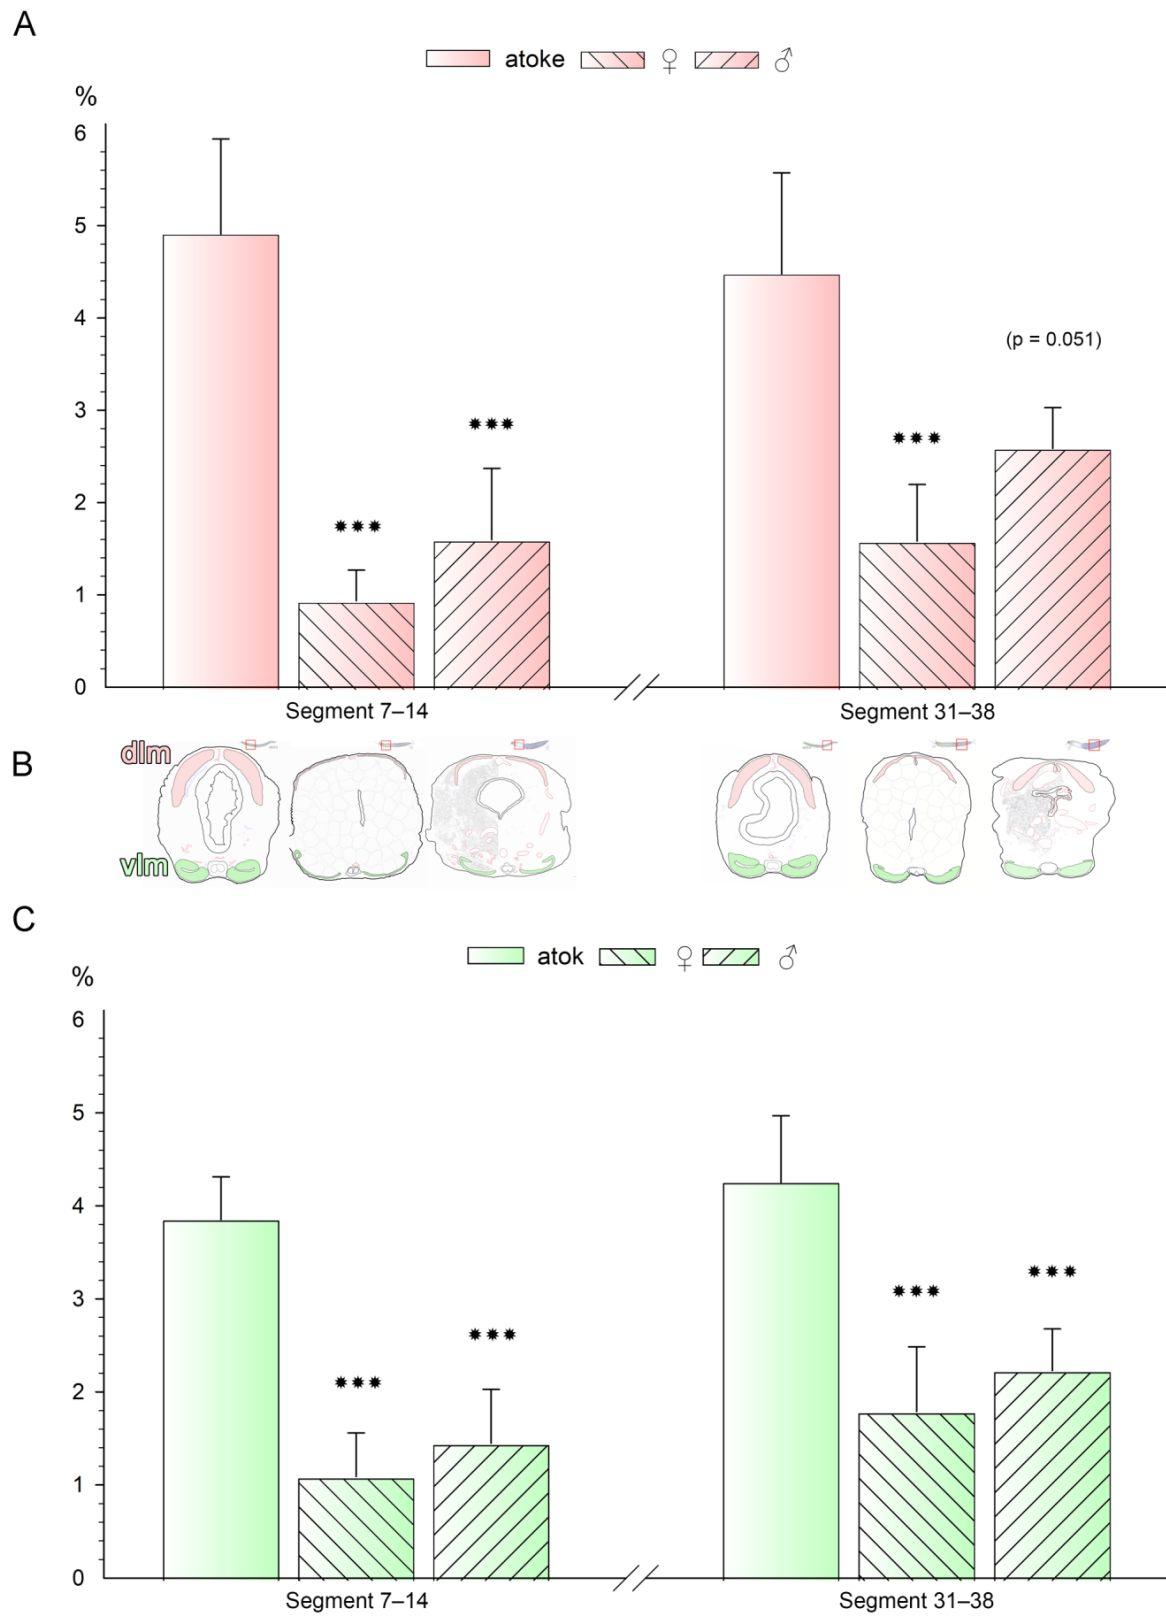 A
atoke ♀ ♂
%
6
5
4
3
2
1
0
(p = 0.051)
✷✷✷
✷✷✷
✷✷✷
Segment 7–14 Segment 31–38
B
dlm
vlm
C
atok ♀ ♂
%
6
5
4
3
2
1
0
✷✷✷
✷✷✷
✷✷✷
✷✷✷
Segment 7–14 Segment 31–38